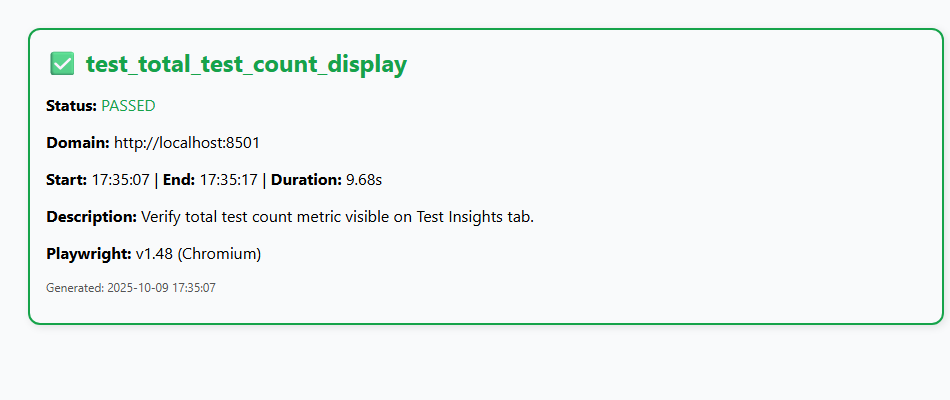 ✅ test_total_test_count_display
Status: PASSED
Domain: http://localhost:8501
Start: 17:35:07 | End: 17:35:17 | Duration: 9.68s
Description: Verify total test count metric visible on Test Insights tab.
Playwright: v1.48 (Chromium)
Generated: 2025-10-09 17:35:07